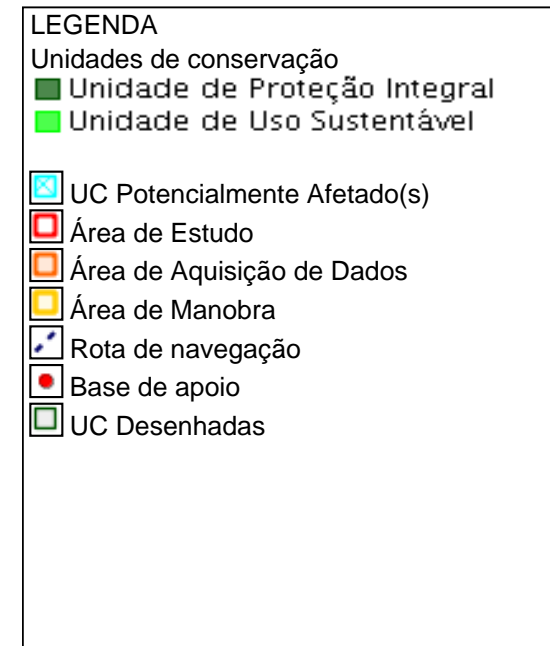 LEGENDA
Unidades de conservação
Unidade de Proteção Integral
Unidade de Uso Sustentável
UC Potencialmente Afetado(s)
Área de Estudo
Área de Aquisição de Dados
Área de Manobra
Rota de navegação
Base de apoio
UC Desenhadas